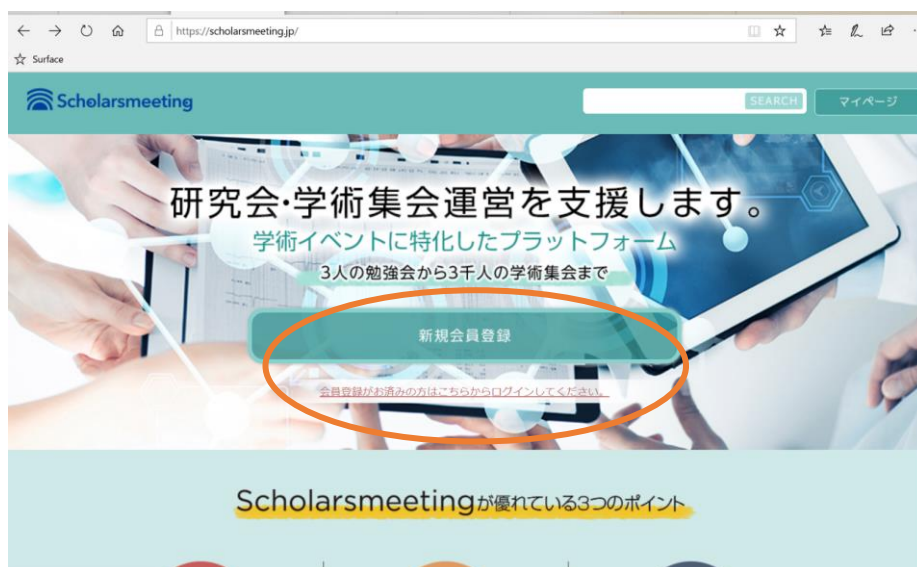 https://scholarsmeeting.jp/
Surface
Scholarsmeeting
SEARCH
マイページ
研究会・学術集会運営を支援します。
学術イベントに特化したプラットフォーム
3人の勉強会から3千人の学術集会まで
新規会員登録
会員登録がお済みの方はこちらからログインしてください。
Scholarsmeetingが優れている3つのポイント